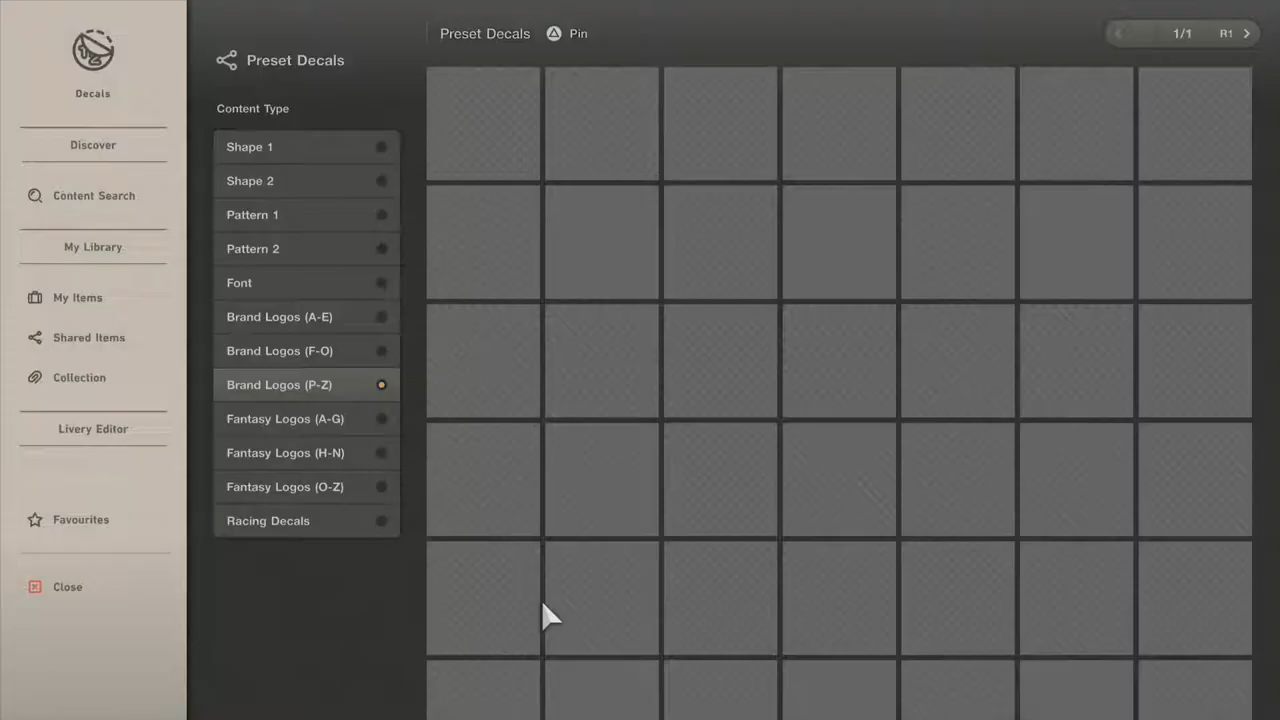 Decals
Discover
Content Search
My Library
My Items
Shared Items
Collection
Livery Editor
Favourites
Close
Preset Decals
Content Type
Shape 1
Shape 2
Pattern 1
Pattern 2
Font
Brand Logos (A-E)
Brand Logos (F-O)
Brand Logos (P-Z)
Fantasy Logos (A-G)
Fantasy Logos (H-N)
Fantasy Logos (O-Z)
Racing Decals
Preset Decals Pin
1/1 R1